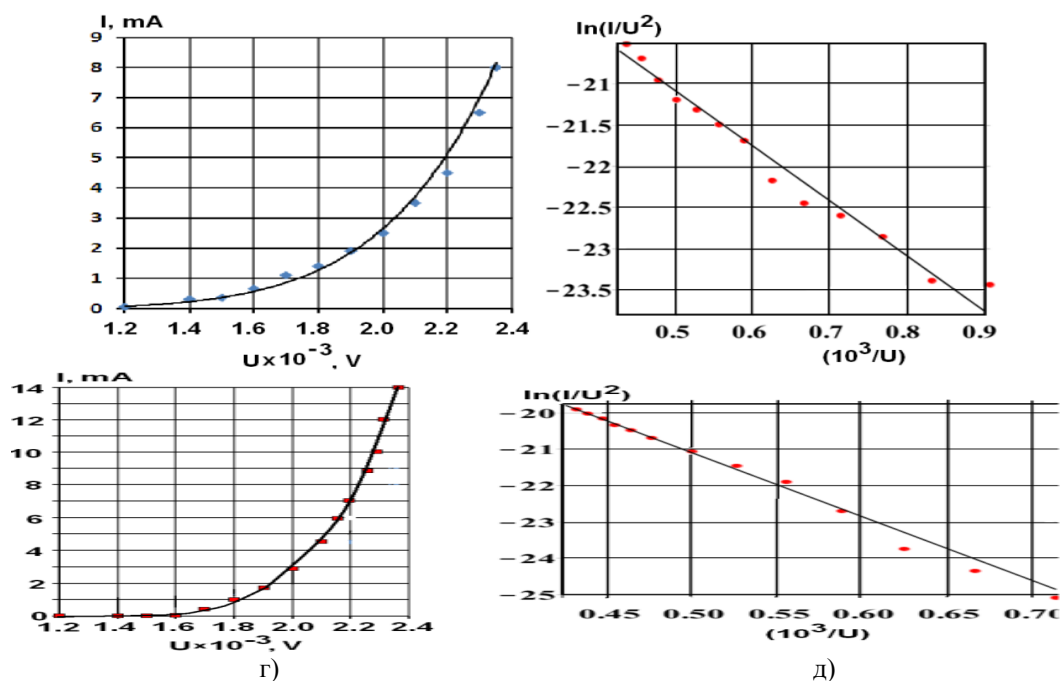 I, mA
9
8
7
6
5
4
3
2
1
0
1.2 1.4 1.6 1.8 2.0 2.2 2.4
U×10⁻³, V
ln(I/U²)
−21
−21.5
−22
−22.5
−23
−23.5
0.5 0.6 0.7 0.8 0.9
(10³/U)
I, mA
14
12
10
8
6
4
2
0
1.2 1.4 1.6 1.8 2.0 2.2 2.4
U×10⁻³, V
г)
ln(I/U²)
−20
−21
−22
−23
−24
−25
0.45 0.50 0.55 0.60 0.65 0.70
(10³/U)
д)